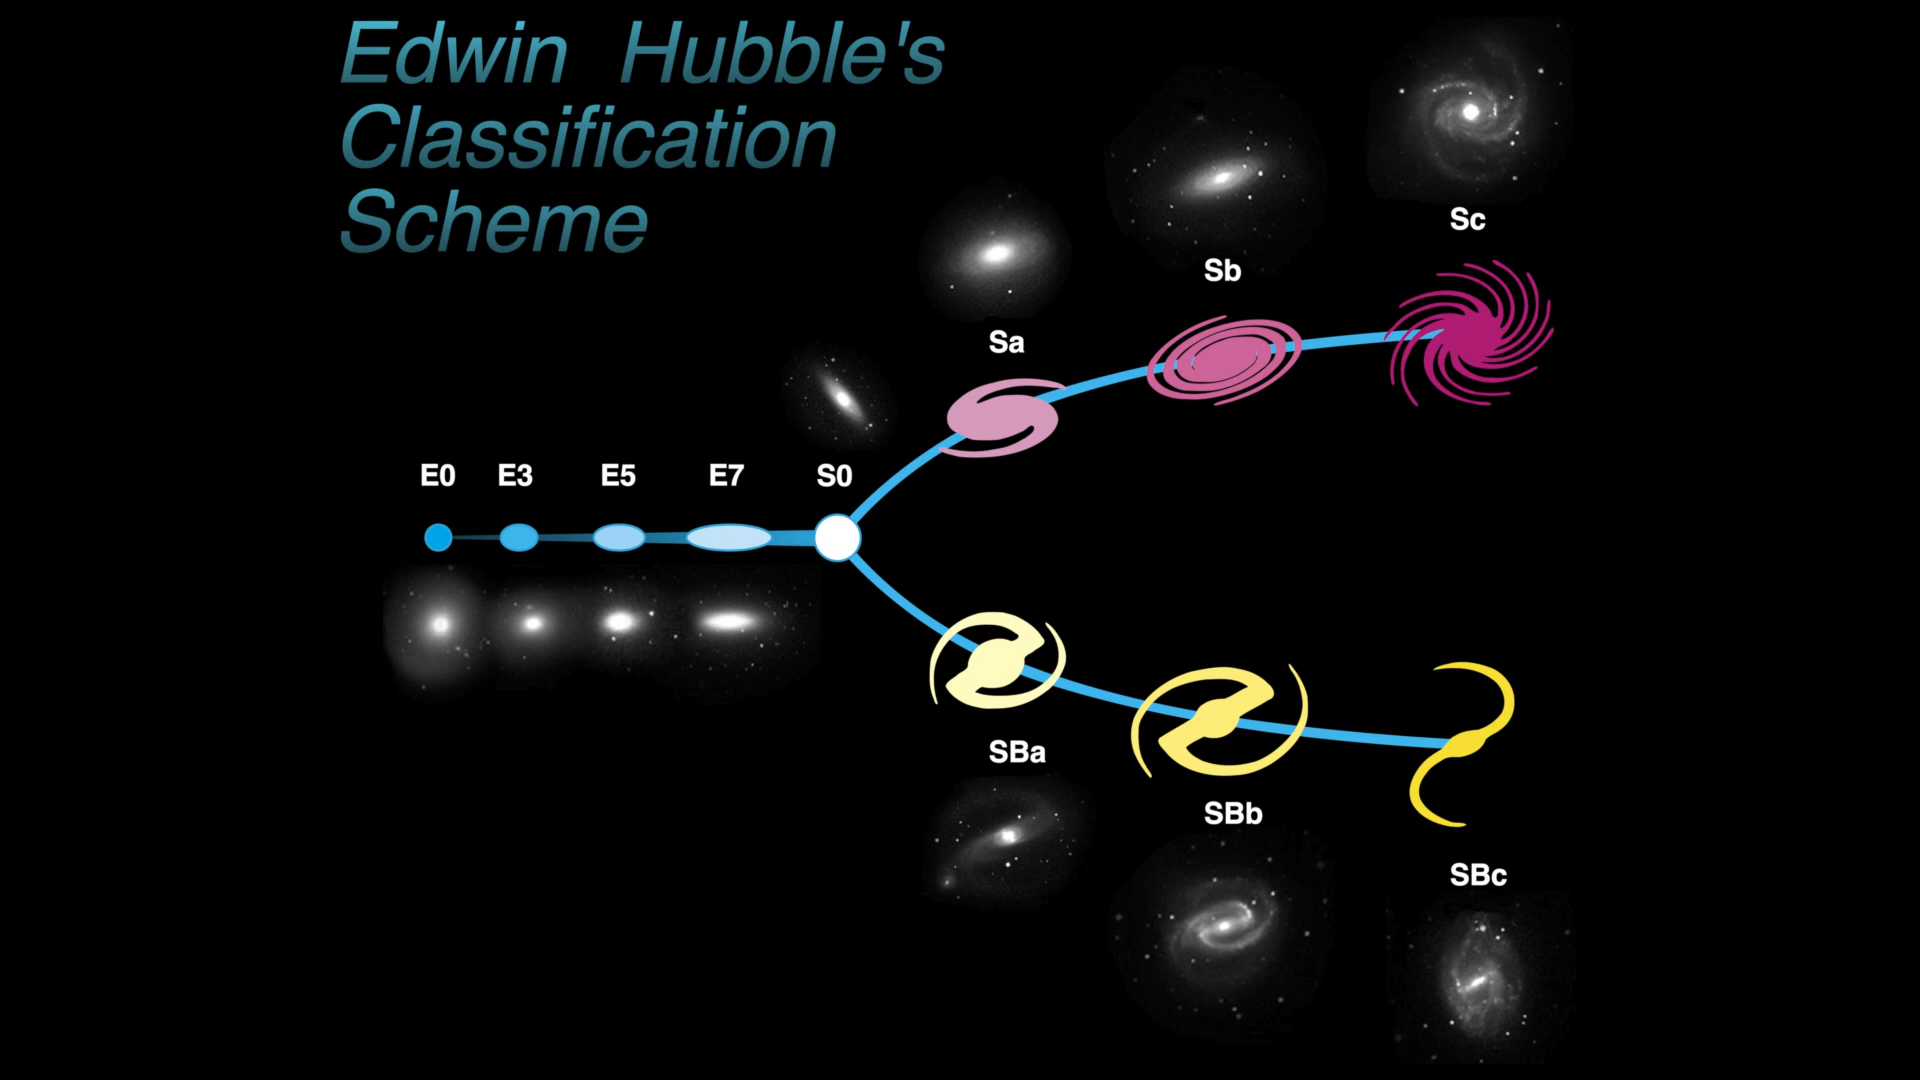 Edwin Hubble's
Classification
Scheme
Sc
Sb
Sa
E0 E3 E5 E7 S0
SBa
SBb
SBc